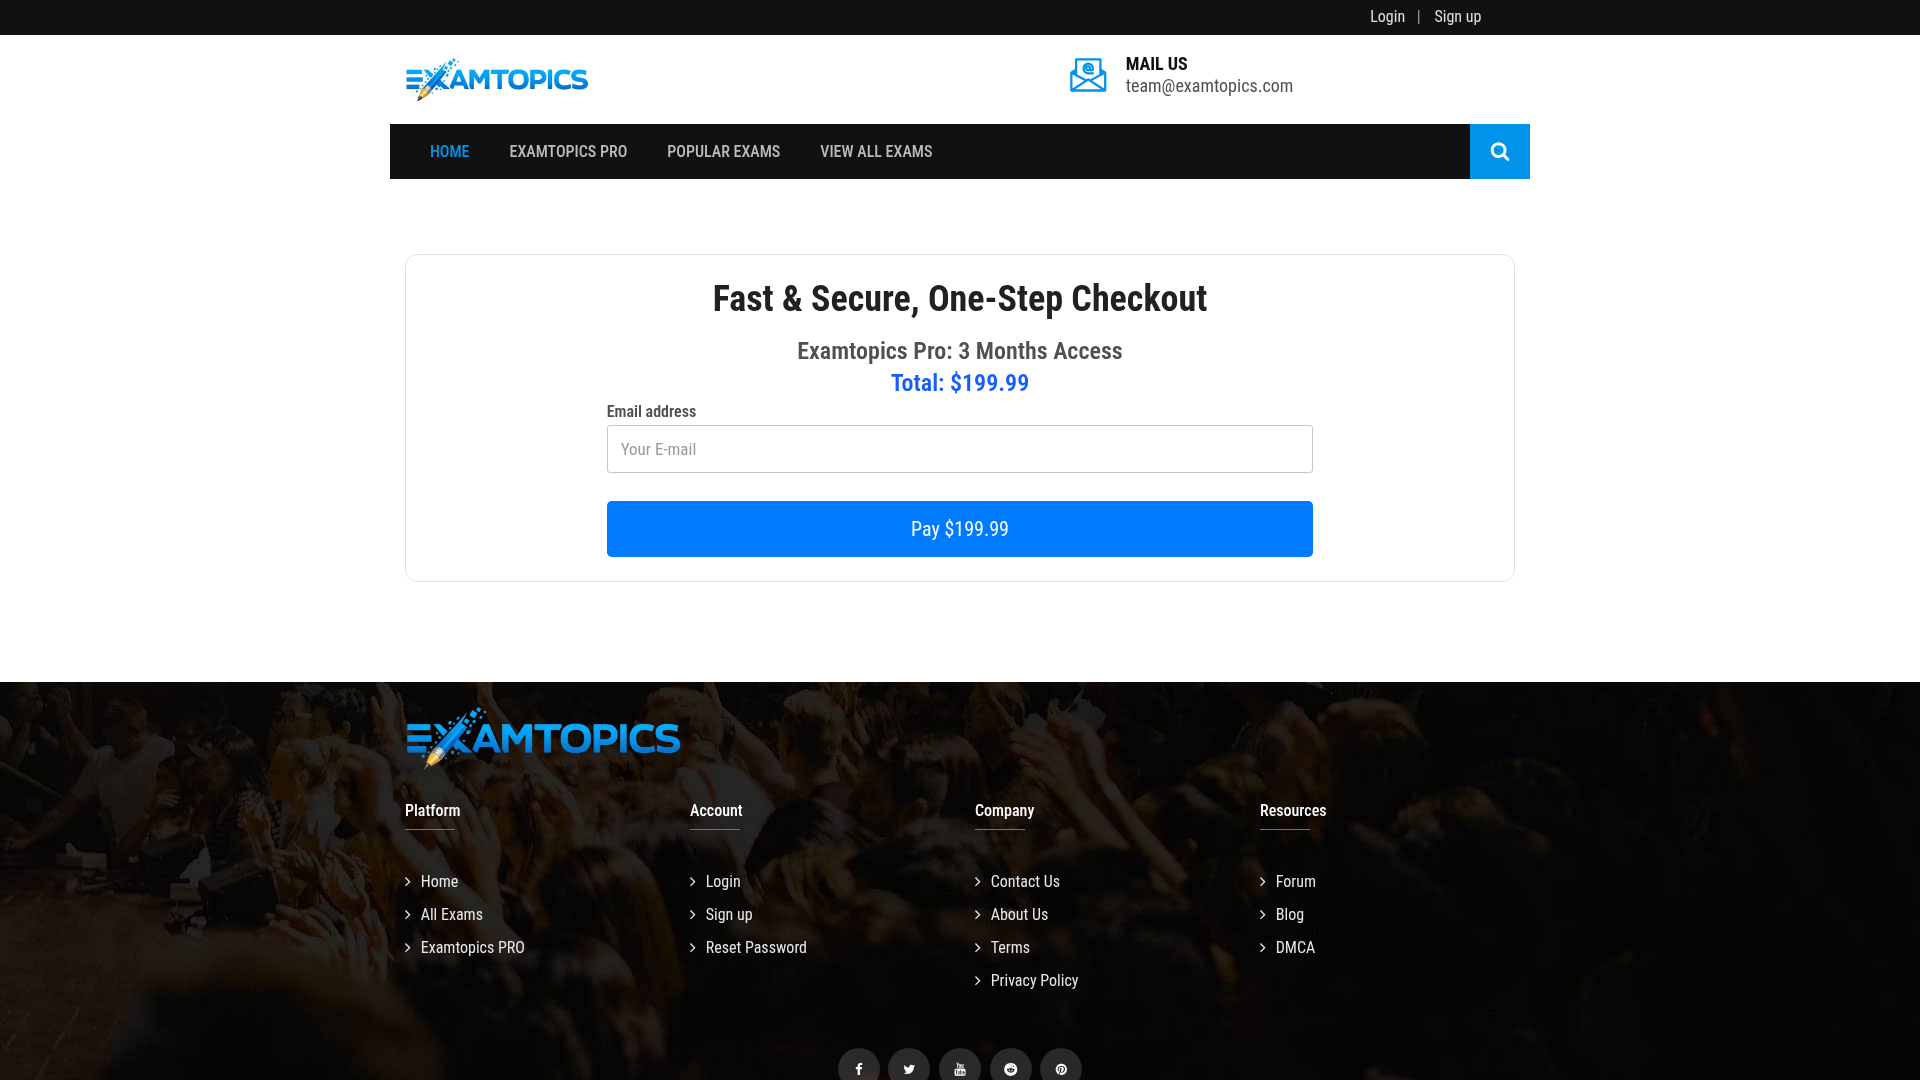 Login | Sign up
EXAMTOPICS
MAIL US
team@examtopics.com
HOME EXAMTOPICS PRO POPULAR EXAMS VIEW ALL EXAMS
Fast & Secure, One-Step Checkout
Examtopics Pro: 3 Months Access
Total: $199.99
Email address
Your E-mail
Pay $199.99
EXAMTOPICS
Platform
Home
All Exams
Examtopics PRO
Account
Login
Sign up
Reset Password
Company
Contact Us
About Us
Terms
Privacy Policy
Resources
Forum
Blog
DMCA